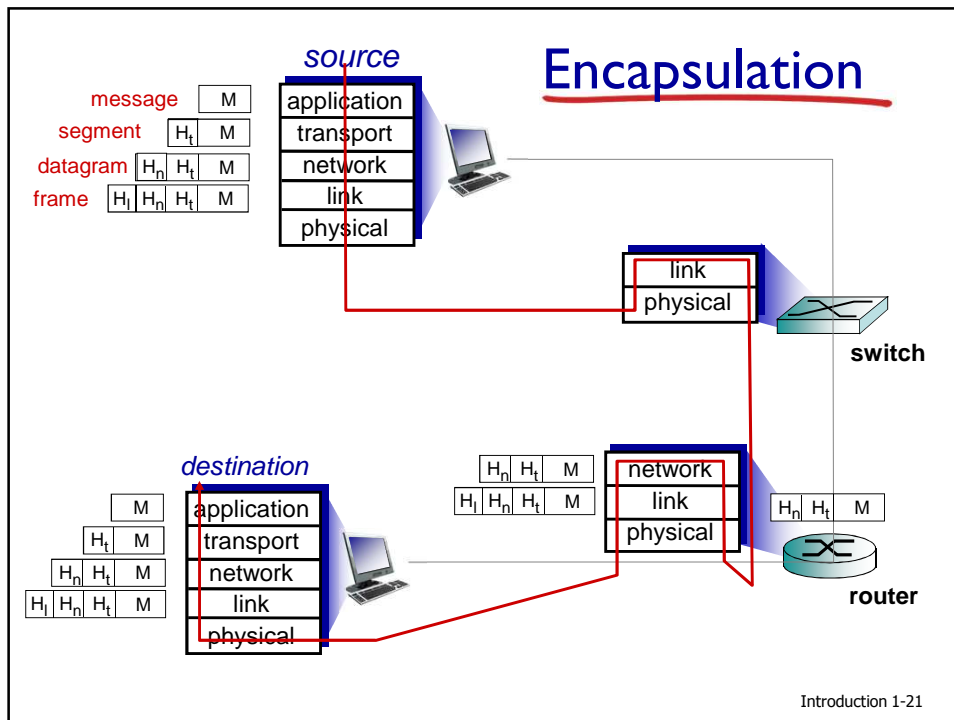 Encapsulation
source
message M application
segment Ht M transport
datagram Hn Ht M network
frame Hl Hn Ht M link
physical
link
physical
switch
destination
M application
Ht M transport
Hn Ht M network
Hl Hn Ht M link
physical
Hn Ht M network
Hl Hn Ht M link
physical
Hn Ht M
router
Introduction 1-21